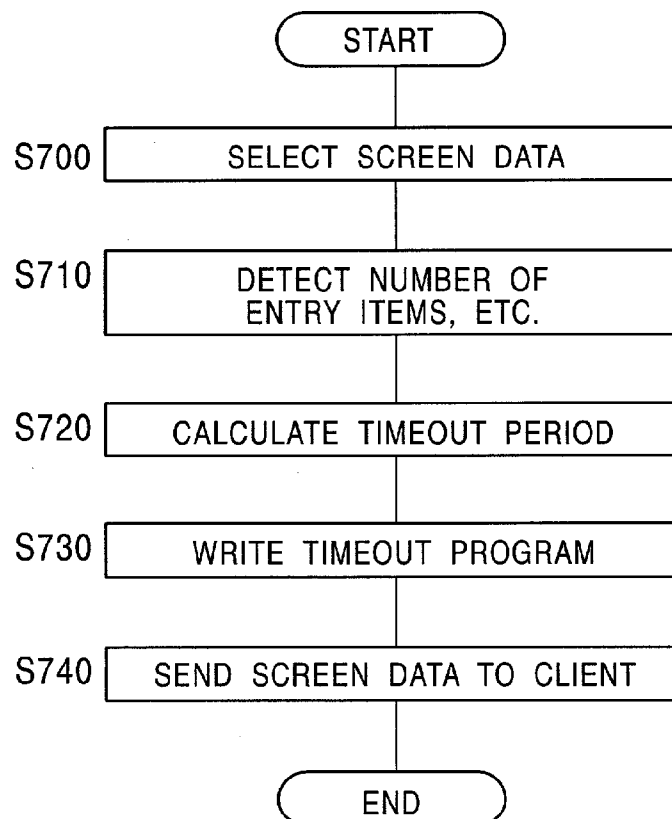 START
S700 SELECT SCREEN DATA
S710 DETECT NUMBER OF
ENTRY ITEMS, ETC.
S720 CALCULATE TIMEOUT PERIOD
S730 WRITE TIMEOUT PROGRAM
S740 SEND SCREEN DATA TO CLIENT
END